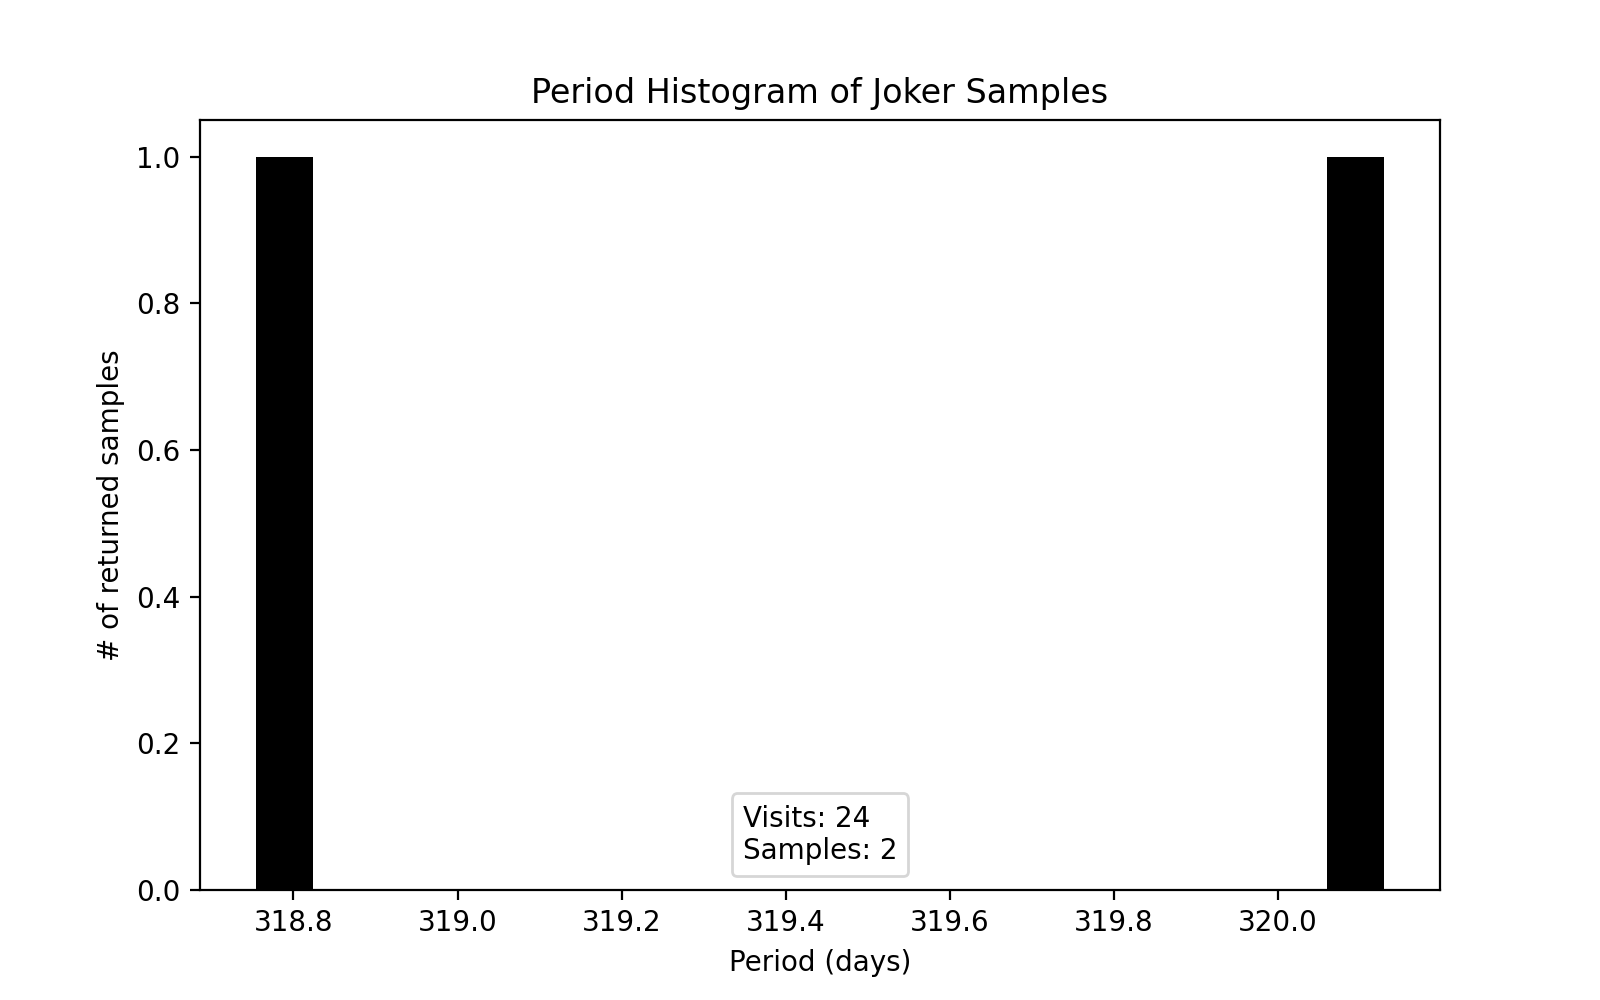 Period Histogram of Joker Samples
# of returned samples
1.0
0.8
0.6
0.4
0.2
0.0
Visits: 24
Samples: 2
318.8 319.0 319.2 319.4 319.6 319.8 320.0
Period (days)